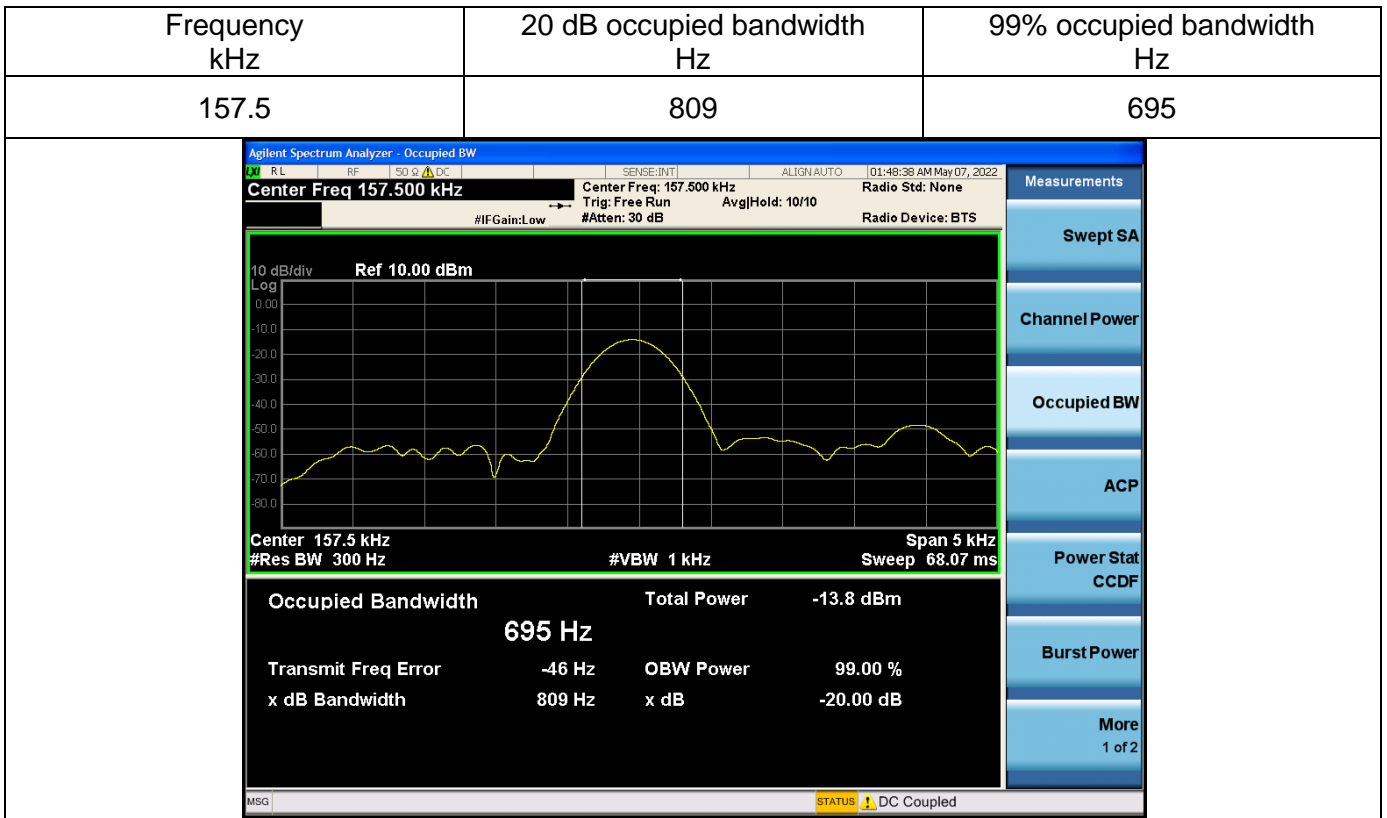 Frequency
kHz
20 dB occupied bandwidth
Hz
99% occupied bandwidth
Hz
157.5
809
695
Agilent Spectrum Analyzer - Occupied BW
LXI RL RF 50 Ω DC SENSE:INT ALIGN AUTO 01:48:38 AM May 07, 2022
Center Freq 157.500 kHz
Center Freq: 157.500 kHz
Radio Std: None
Trig: Free Run
Avg|Hold: 10/10
#IFGain:Low
#Atten: 30 dB
Radio Device: BTS
10 dB/div
Ref 10.00 dBm
Log
0.00
-10.0
-20.0
-30.0
-40.0
-50.0
-60.0
-70.0
-80.0
Center 157.5 kHz
Span 5 kHz
#Res BW 300 Hz
#VBW 1 kHz
Sweep 68.07 ms
Occupied Bandwidth
695 Hz
Total Power -13.8 dBm
Transmit Freq Error -46 Hz
OBW Power 99.00 %
x dB Bandwidth 809 Hz
x dB -20.00 dB
Measurements
Swept SA
Channel Power
Occupied BW
ACP
Power Stat
CCDF
Burst Power
More
1 of 2
MSG
STATUS
DC Coupled